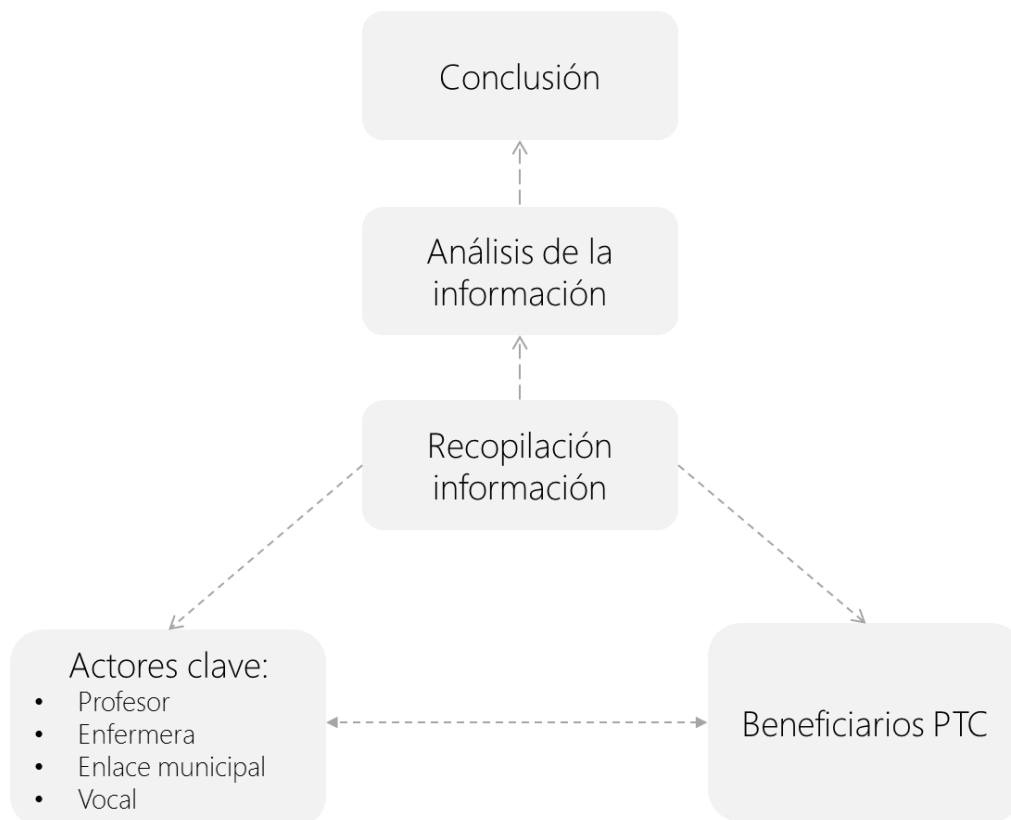 Conclusión
Análisis de la
información
Recopilación
información
Actores clave:
• Profesor
• Enfermera
• Enlace municipal
• Vocal
Beneficiarios PTC